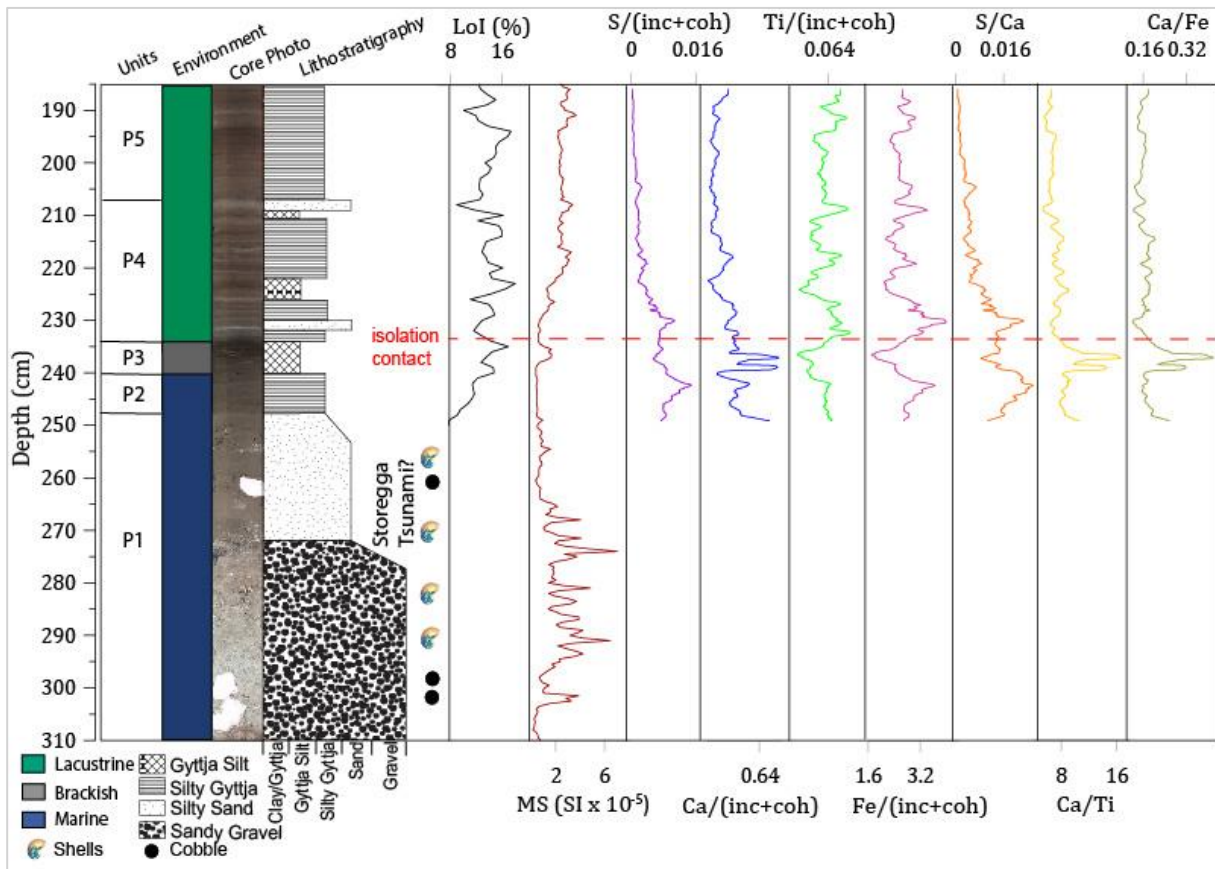 Units
Environment
Core Photo
Lithostratigraphy
LoI (%)
8 16
S/(inc+coh)
0 0.016
Ti/(inc+coh)
0.064
S/Ca
0 0.016
Ca/Fe
0.16 0.32
Depth (cm)
190
200
210
220
230
240
250
260
270
280
290
300
310
P5
P4
P3
P2
P1
isolation
contact
Storegga
Tsunami?
Clay/Gyttja
Gyttja Silt
Silty Gyttja
Sand
Gravel
2 6
MS (SI x 10⁻⁵)
0.64
Ca/(inc+coh)
1.6 3.2
Fe/(inc+coh)
8 16
Ca/Ti
Lacustrine
Brackish
Marine
Shells
Gyttja Silt
Silty Gyttja
Silty Sand
Sandy Gravel
Cobble